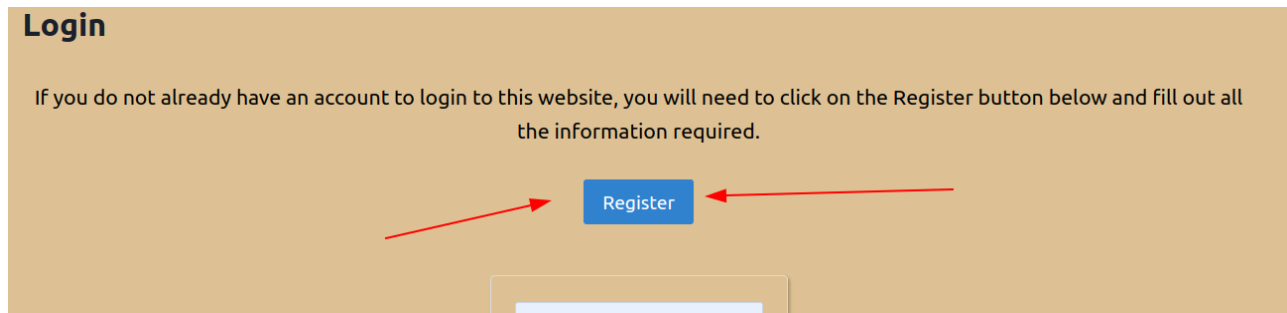 Login
If you do not already have an account to login to this website, you will need to click on the Register button below and fill out all
the information required.
Register